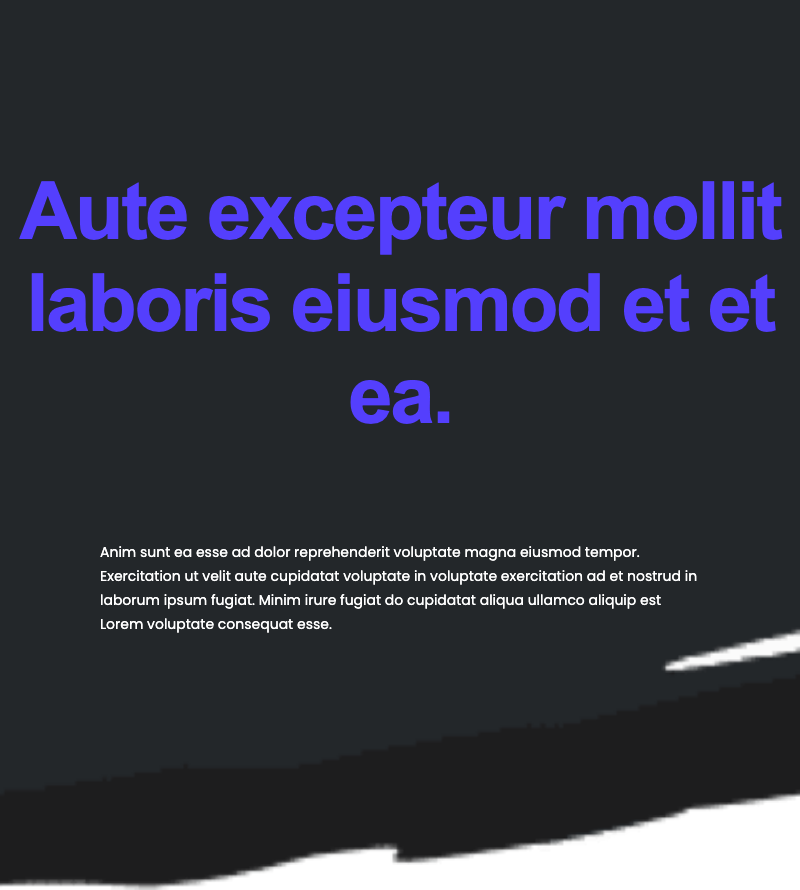 Aute excepteur mollit
laboris eiusmod et et
ea.
Anim sunt ea esse ad dolor reprehenderit voluptate magna eiusmod tempor.
Exercitation ut velit aute cupidatat voluptate in voluptate exercitation ad et nostrud in
laborum ipsum fugiat. Minim irure fugiat do cupidatat aliqua ullamco aliquip est
Lorem voluptate consequat esse.